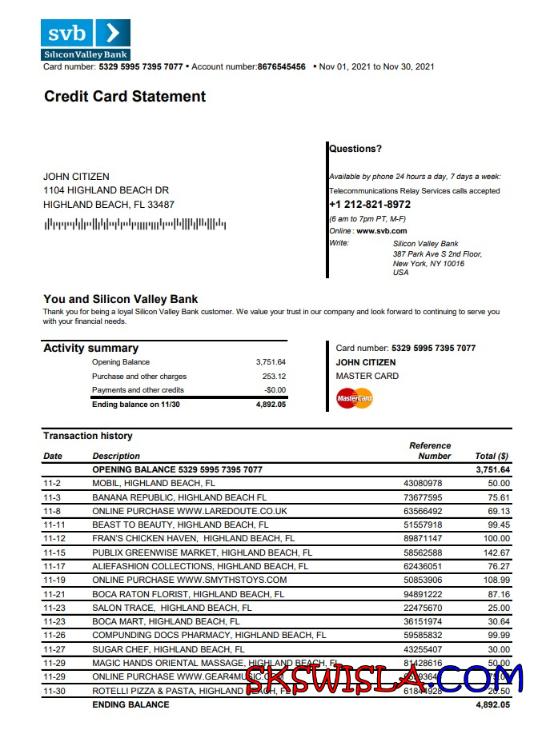 svb
Silicon Valley Bank
Card number: 5329 5995 7395 7077 • Account number:8676545456 • Nov 01, 2021 to Nov 30, 2021
Credit Card Statement
Questions?
JOHN CITIZEN
1104 HIGHLAND BEACH DR
HIGHLAND BEACH, FL 33487
Available by phone 24 hours a day, 7 days a week:
Telecommunications Relay Services calls accepted
+1 212-821-8972
(6 am to 7pm PT, M-F)
Online : www.svb.com
Write: Silicon Valley Bank
387 Park Ave S 2nd Floor,
New York, NY 10016
USA
You and Silicon Valley Bank
Thank you for being a loyal Silicon Valley Bank customer. We value your trust in our company and look forward to continuing to serve you
with your financial needs.
Activity summary
Opening Balance 3,751.64
Purchase and other charges 253.12
Payments and other credits -$0.00
Ending balance on 11/30 4,892.05
Card number: 5329 5995 7395 7077
JOHN CITIZEN
MASTER CARD
MasterCard
Transaction history
Date Description Reference Number Total ($)
OPENING BALANCE 5329 5995 7395 7077 3,751.64
11-2 MOBIL, HIGHLAND BEACH, FL 43080978 50.00
11-3 BANANA REPUBLIC, HIGHLAND BEACH FL 73677595 75.61
11-8 ONLINE PURCHASE WWW.LAREDOUTE.CO.UK 63566492 69.13
11-11 BEAST TO BEAUTY, HIGHLAND BEACH, FL 51557918 99.45
11-12 FRAN'S CHICKEN HAVEN, HIGHLAND BEACH, FL 89871147 100.00
11-15 PUBLIX GREENWISE MARKET, HIGHLAND BEACH, FL 58562588 142.67
11-17 ALIEFASHION COLLECTIONS, HIGHLAND BEACH, FL 62436051 76.27
11-19 ONLINE PURCHASE WWW.SMYTHSTOYS.COM 50853906 108.99
11-21 BOCA RATON FLORIST, HIGHLAND BEACH, FL 94891222 87.16
11-23 SALON TRACE, HIGHLAND BEACH, FL 22475670 25.00
11-23 BOCA MART, HIGHLAND BEACH, FL 36151974 30.64
11-26 COMPUNDING DOCS PHARMACY, HIGHLAND BEACH, FL 59585832 99.99
11-27 SUGAR CHEF, HIGHLAND BEACH, FL 43255407 30.00
11-29 MAGIC HANDS ORIENTAL MASSAGE, HIGHLAND BEACH, FL 81428616 50.00
11-29 ONLINE PURCHASE WWW.GEAR4MUSIC.COM
11-30 ROTELLI PIZZA & PASTA, HIGHLAND BEACH, FL 61844928 20.50
SKSWISLA.COM
ENDING BALANCE 4,892.05